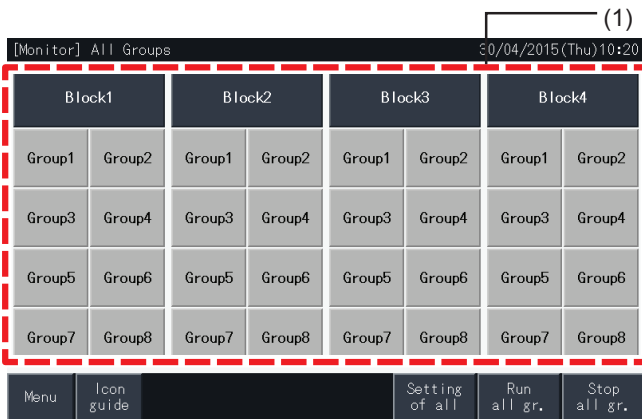 (1)
[Monitor] All Groups 30/04/2015(Thu)10:20
Block1 Block2 Block3 Block4
Group1 Group2 Group1 Group2 Group1 Group2 Group1 Group2
Group3 Group4 Group3 Group4 Group3 Group4 Group3 Group4
Group5 Group6 Group5 Group6 Group5 Group6 Group5 Group6
Group7 Group8 Group7 Group8 Group7 Group8 Group7 Group8
Menu Icon guide Setting of all Run all gr. Stop all gr.